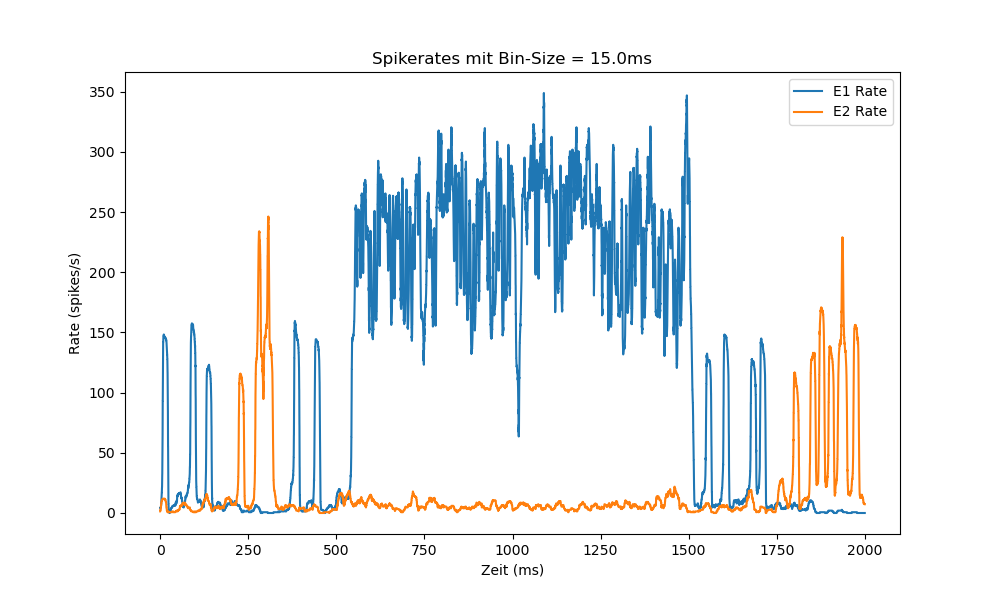 Spikerates mit Bin-Size = 15.0ms
E1 Rate
E2 Rate
Rate (spikes/s)
350
300
250
200
150
100
50
0
0 250 500 750 1000 1250 1500 1750 2000
Zeit (ms)